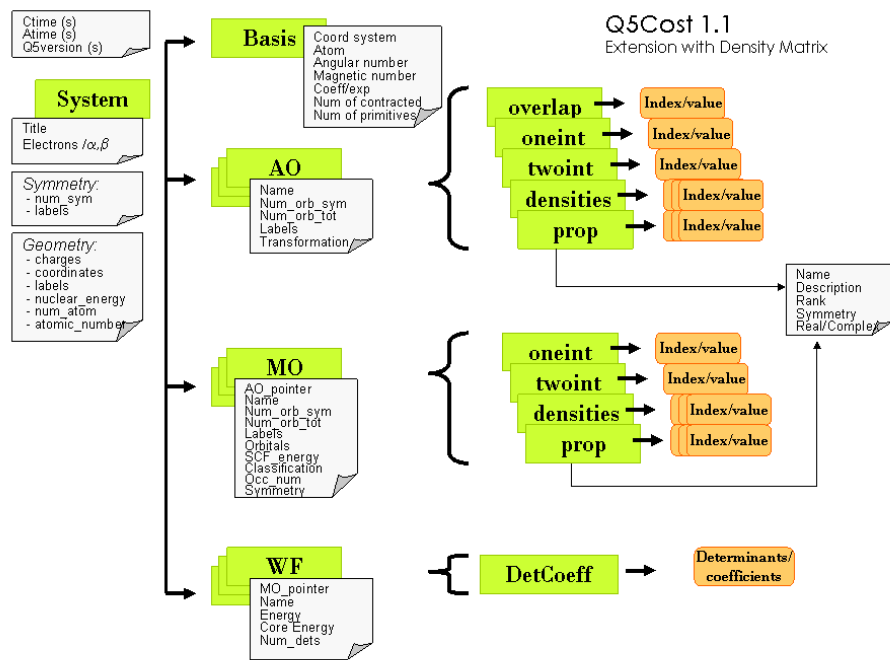 Ctime (s)
Atime (s)
Q5version (s)
System
Title
Electrons /α,β
Symmetry:
- num_sym
- labels
Geometry:
- charges
- coordinates
- labels
- nuclear_energy
- num_atom
- atomic_number
Basis
Coord system
Atom
Angular number
Magnetic number
Coeff/exp
Num of contracted
Num of primitives
Q5Cost 1.1
Extension with Density Matrix
AO
Name
Num_orb_sym
Num_orb_tot
Labels
Transformation
overlap
Index/value
oneint
Index/value
twoint
Index/value
densities
Index/value
prop
Index/value
Name
Description
Rank
Symmetry
Real/Complex
MO
AO_pointer
Name
Num_orb_sym
Num_orb_tot
Labels
Orbitals
SCF_energy
Classification
Occ_num
Symmetry
oneint
Index/value
twoint
Index/value
densities
Index/value
prop
Index/value
WF
MO_pointer
Name
Energy
Core Energy
Num_dets
DetCoeff
Determinants/
coefficients